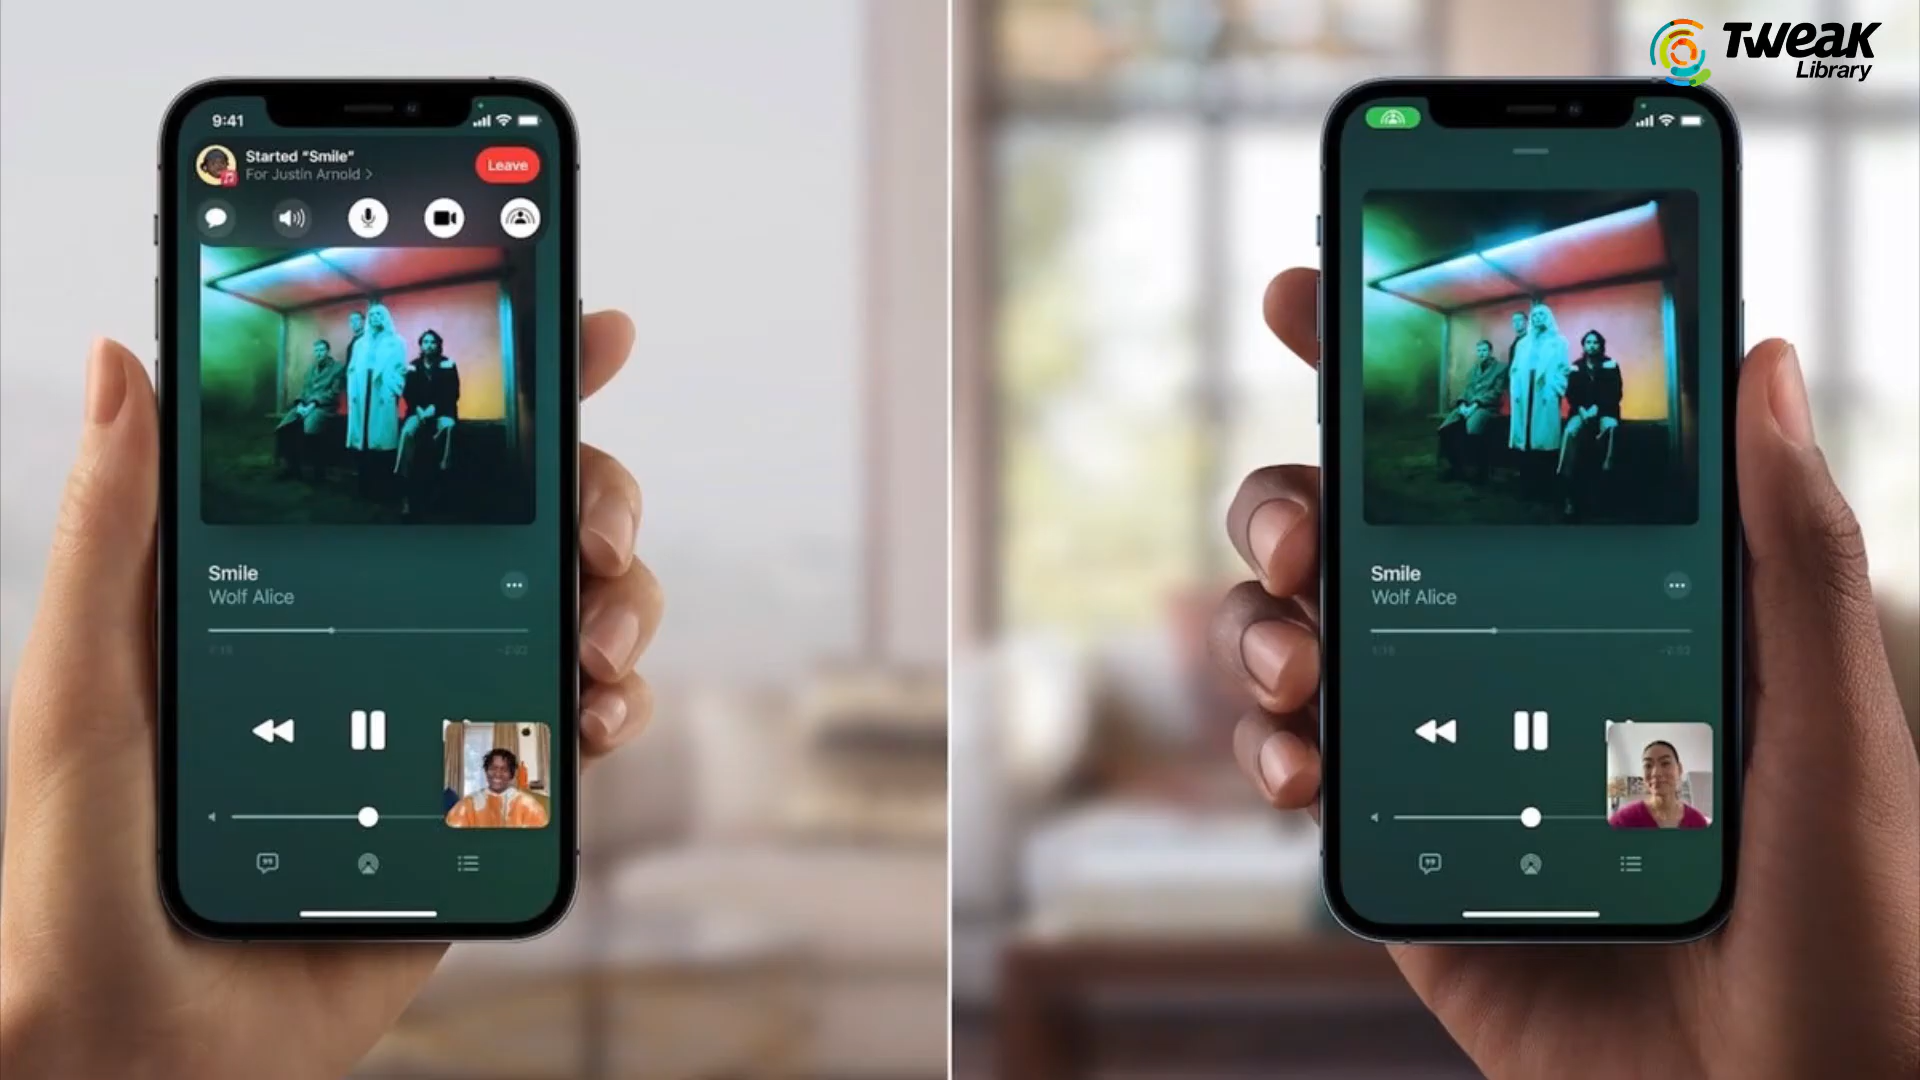 TWeaK
Library
9:41
Started "Smile"
For Justin Arnold >
Leave
Smile
Wolf Alice
Smile
Wolf Alice